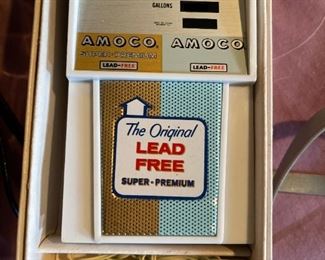 GALLONS
AMOCO AMOCO
SUPER-PREMIUM
LEAD-FREE LEAD-FREE
The Original
LEAD
FREE
SUPER-PREMIUM